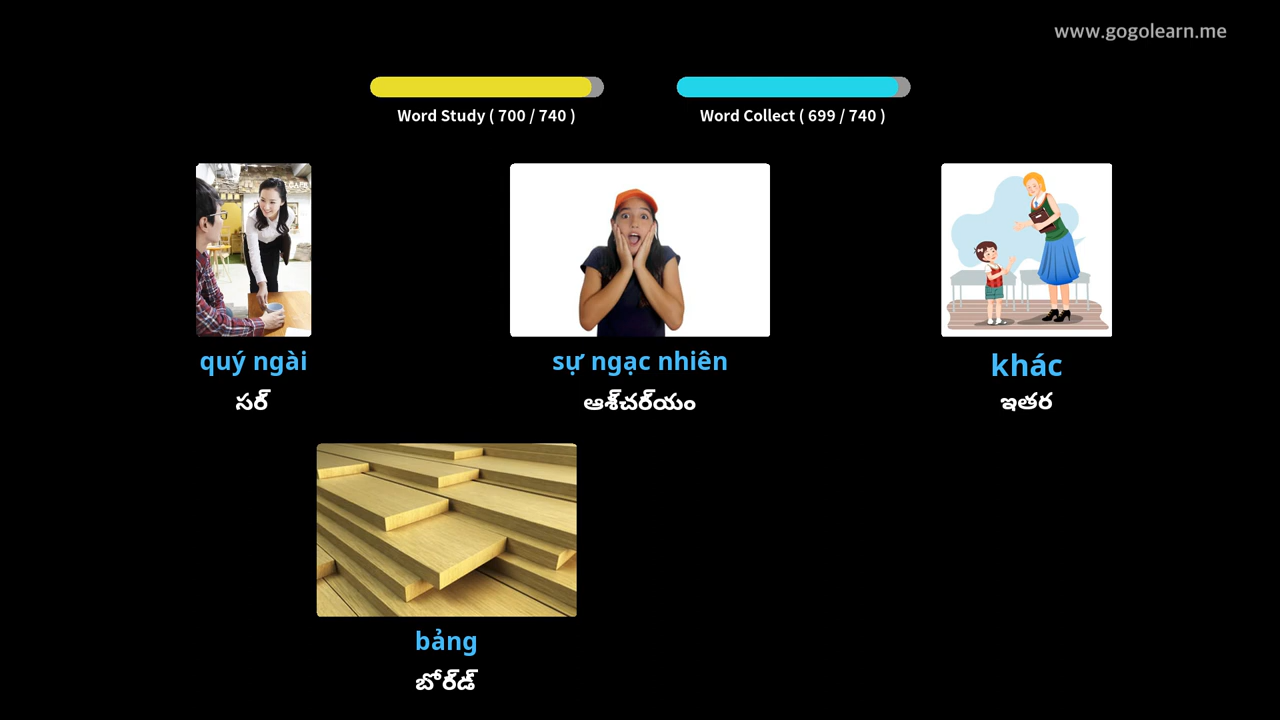 www.gogolearn.me
Word Study ( 700 / 740 )
Word Collect ( 699 / 740 )
quý ngài
సర్
sự ngạc nhiên
ఆశ్‌చర్‌యం
khác
ఇతర
bảng
బోర్‌డ్